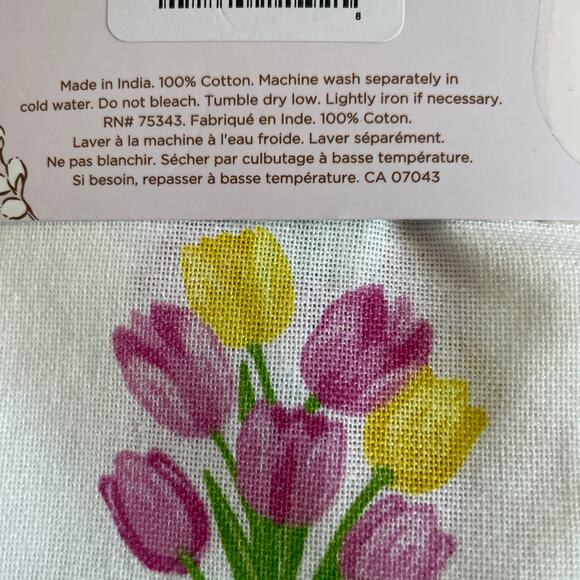 8
Made in India. 100% Cotton. Machine wash separately in
cold water. Do not bleach. Tumble dry low. Lightly iron if necessary.
RN# 75343. Fabriqué en Inde. 100% Coton.
Laver à la machine à l'eau froide. Laver séparément.
Ne pas blanchir. Sécher par culbutage à basse température.
Si besoin, repasser à basse température. CA 07043